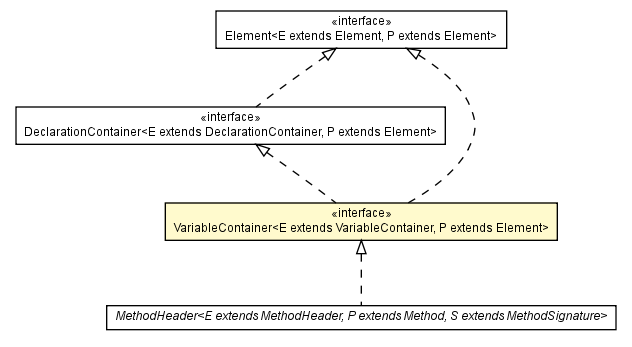 «interface»
Element<E extends Element, P extends Element>
«interface»
DeclarationContainer<E extends DeclarationContainer, P extends Element>
«interface»
VariableContainer<E extends VariableContainer, P extends Element>
MethodHeader<E extends MethodHeader, P extends Method, S extends MethodSignature>